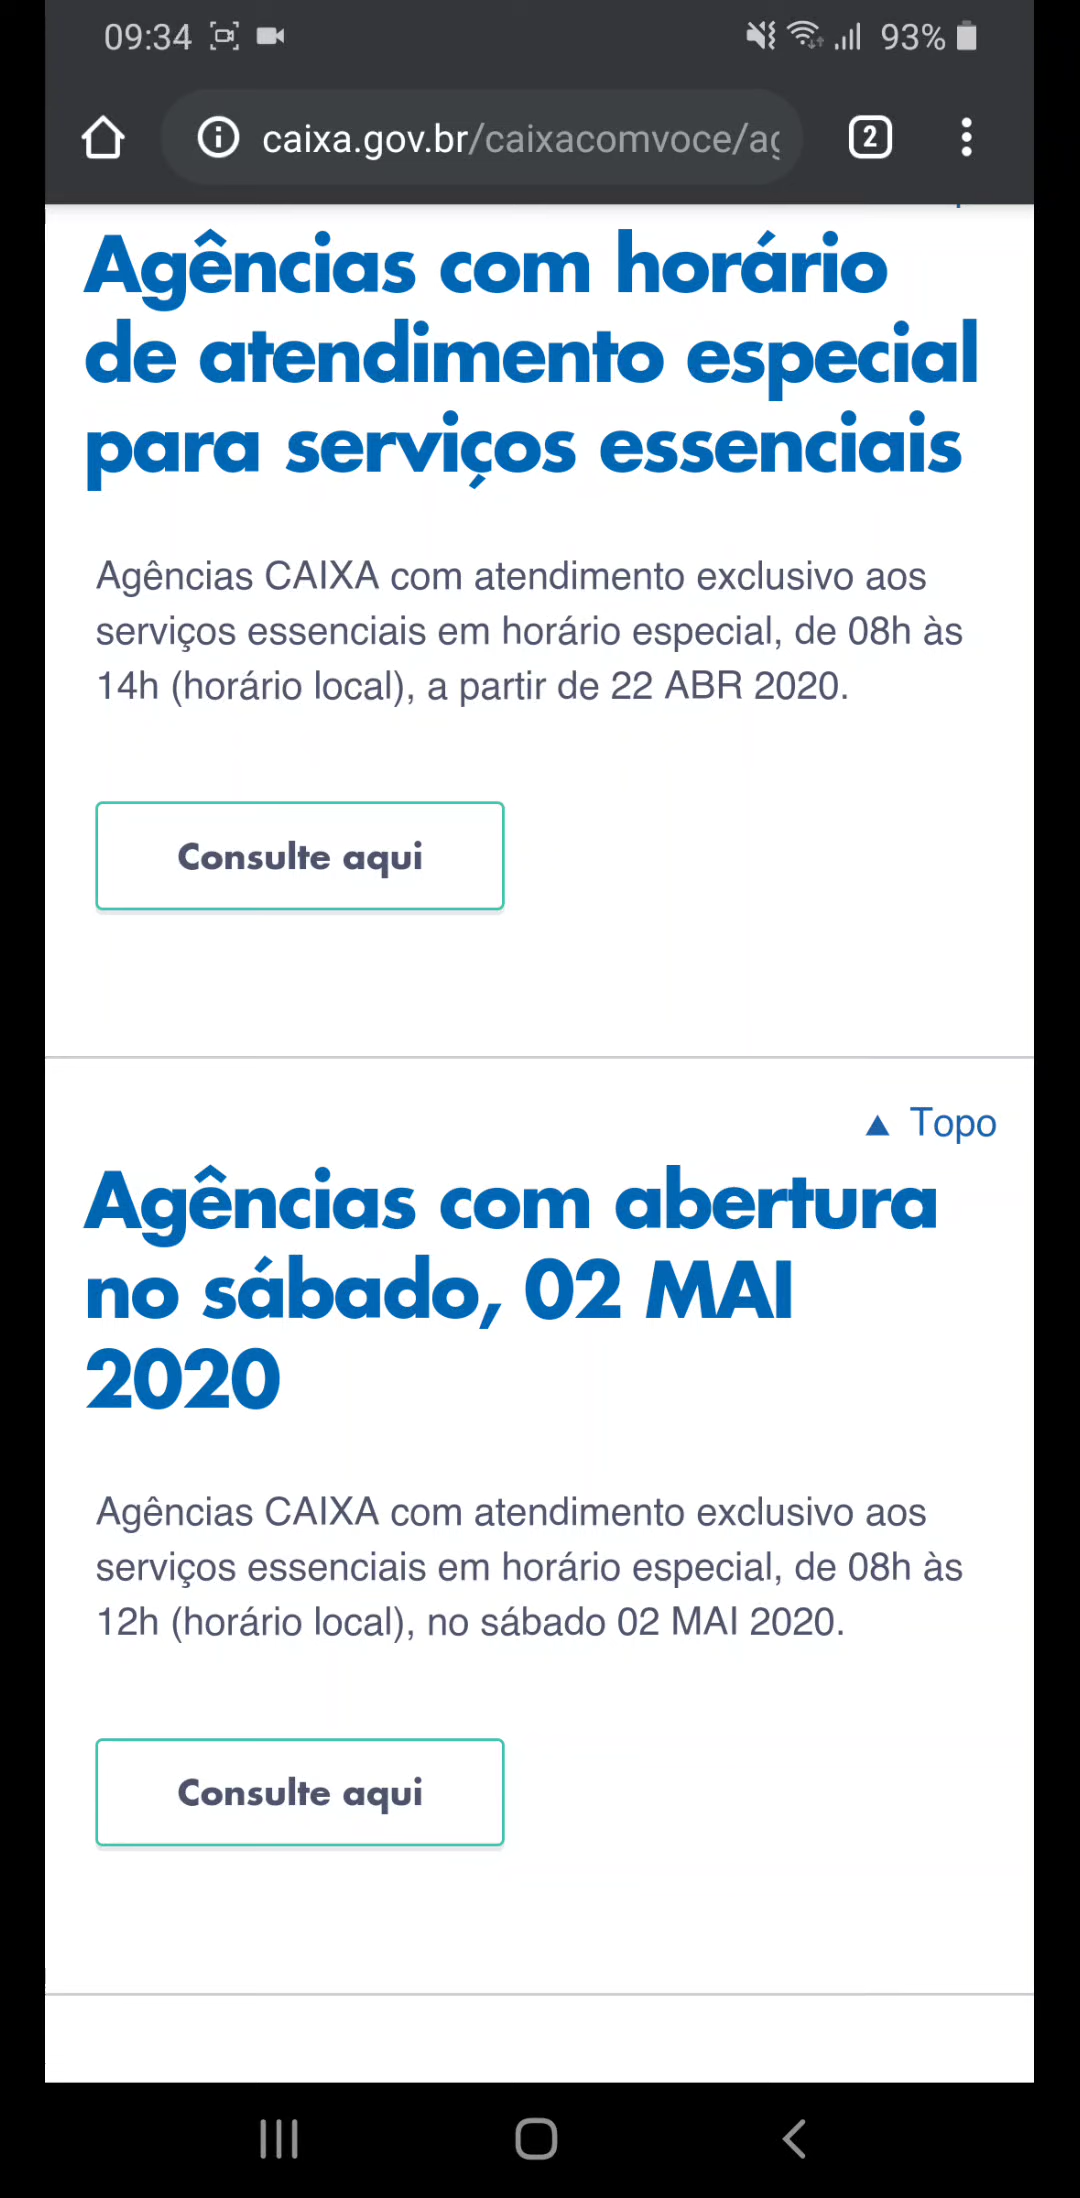 09:34
93%
caixa.gov.br/caixacomvoce/ag
2
Agências com horário
de atendimento especial
para serviços essenciais
Agências CAIXA com atendimento exclusivo aos
serviços essenciais em horário especial, de 08h às
14h (horário local), a partir de 22 ABR 2020.
Consulte aqui
▲ Topo
Agências com abertura
no sábado, 02 MAI
2020
Agências CAIXA com atendimento exclusivo aos
serviços essenciais em horário especial, de 08h às
12h (horário local), no sábado 02 MAI 2020.
Consulte aqui